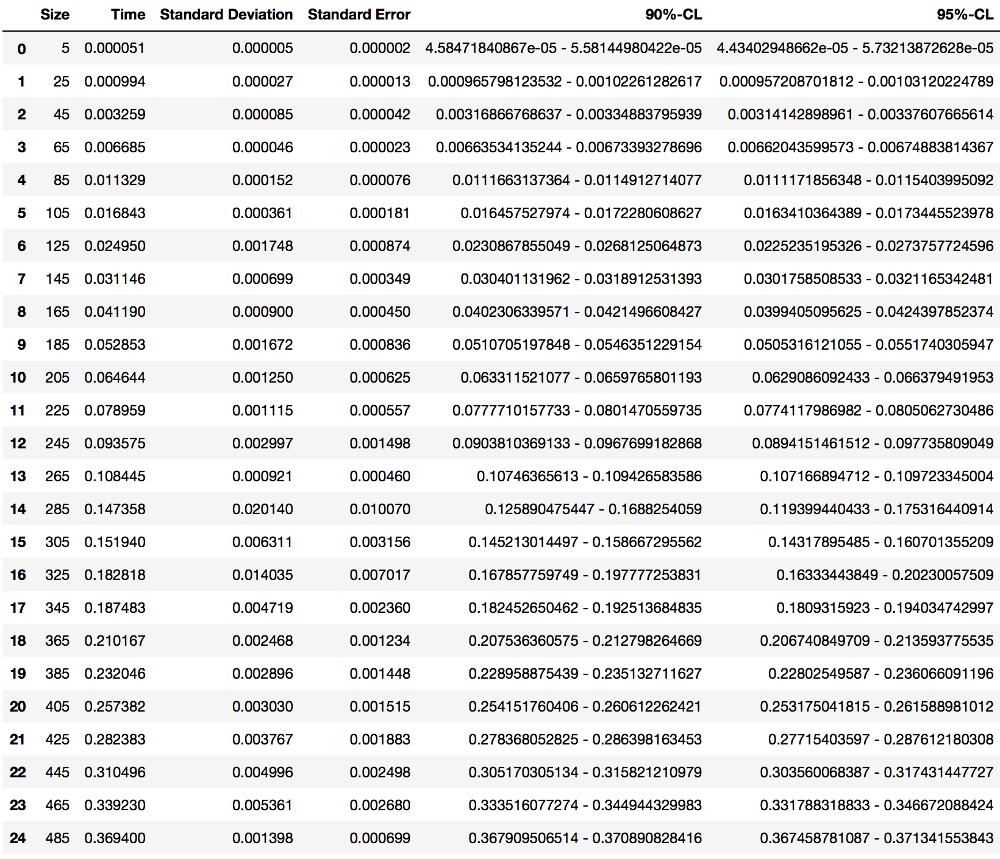 Size Time Standard Deviation Standard Error 90%-CL 95%-CL
0 5 0.000051 0.000005 0.000002 4.58471840867e-05 - 5.58144980422e-05 4.43402948662e-05 - 5.73213872628e-05
1 25 0.000994 0.000027 0.000013 0.000965798123532 - 0.00102261282617 0.000957208701812 - 0.00103120224789
2 45 0.003259 0.000085 0.000042 0.00316866768637 - 0.00334883795939 0.00314142898961 - 0.00337607665614
3 65 0.006685 0.000046 0.000023 0.00663534135244 - 0.00673393278696 0.00662043599573 - 0.00674883814367
4 85 0.011329 0.000152 0.000076 0.0111663137364 - 0.0114912714077 0.0111171856348 - 0.0115403995092
5 105 0.016843 0.000361 0.000181 0.016457527974 - 0.0172280608627 0.0163410364389 - 0.0173445523978
6 125 0.024950 0.001748 0.000874 0.0230867855049 - 0.0268125064873 0.0225235195326 - 0.0273757724596
7 145 0.031146 0.000699 0.000349 0.030401131962 - 0.0318912531393 0.0301758508533 - 0.0321165342481
8 165 0.041190 0.000900 0.000450 0.0402306339571 - 0.0421496608427 0.0399405095625 - 0.0424397852374
9 185 0.052853 0.001672 0.000836 0.0510705197848 - 0.0546351229154 0.0505316121055 - 0.0551740305947
10 205 0.064644 0.001250 0.000625 0.063311521077 - 0.0659765801193 0.0629086092433 - 0.066379491953
11 225 0.078959 0.001115 0.000557 0.0777710157733 - 0.0801470559735 0.0774117986982 - 0.0805062730486
12 245 0.093575 0.002997 0.001498 0.0903810369133 - 0.0967699182868 0.0894151461512 - 0.097735809049
13 265 0.108445 0.000921 0.000460 0.10746365613 - 0.109426583586 0.107166894712 - 0.109723345004
14 285 0.147358 0.020140 0.010070 0.125890475447 - 0.1688254059 0.119399440433 - 0.175316440914
15 305 0.151940 0.006311 0.003156 0.145213014497 - 0.158667295562 0.14317895485 - 0.160701355209
16 325 0.182818 0.014035 0.007017 0.167857759749 - 0.197777253831 0.16333443849 - 0.20230057509
17 345 0.187483 0.004719 0.002360 0.182452650462 - 0.192513684835 0.1809315923 - 0.194034742997
18 365 0.210167 0.002468 0.001234 0.207536360575 - 0.212798264669 0.206740849709 - 0.213593775535
19 385 0.232046 0.002896 0.001448 0.228958875439 - 0.235132711627 0.22802549587 - 0.236066091196
20 405 0.257382 0.003030 0.001515 0.254151760406 - 0.260612262421 0.253175041815 - 0.261588981012
21 425 0.282383 0.003767 0.001883 0.278368052825 - 0.286398163453 0.27715403597 - 0.287612180308
22 445 0.310496 0.004996 0.002498 0.305170305134 - 0.315821210979 0.303560068387 - 0.317431447727
23 465 0.339230 0.005361 0.002680 0.333516077274 - 0.344944329983 0.331788318833 - 0.346672088424
24 485 0.369400 0.001398 0.000699 0.367909506514 - 0.370890828416 0.367458781087 - 0.371341553843